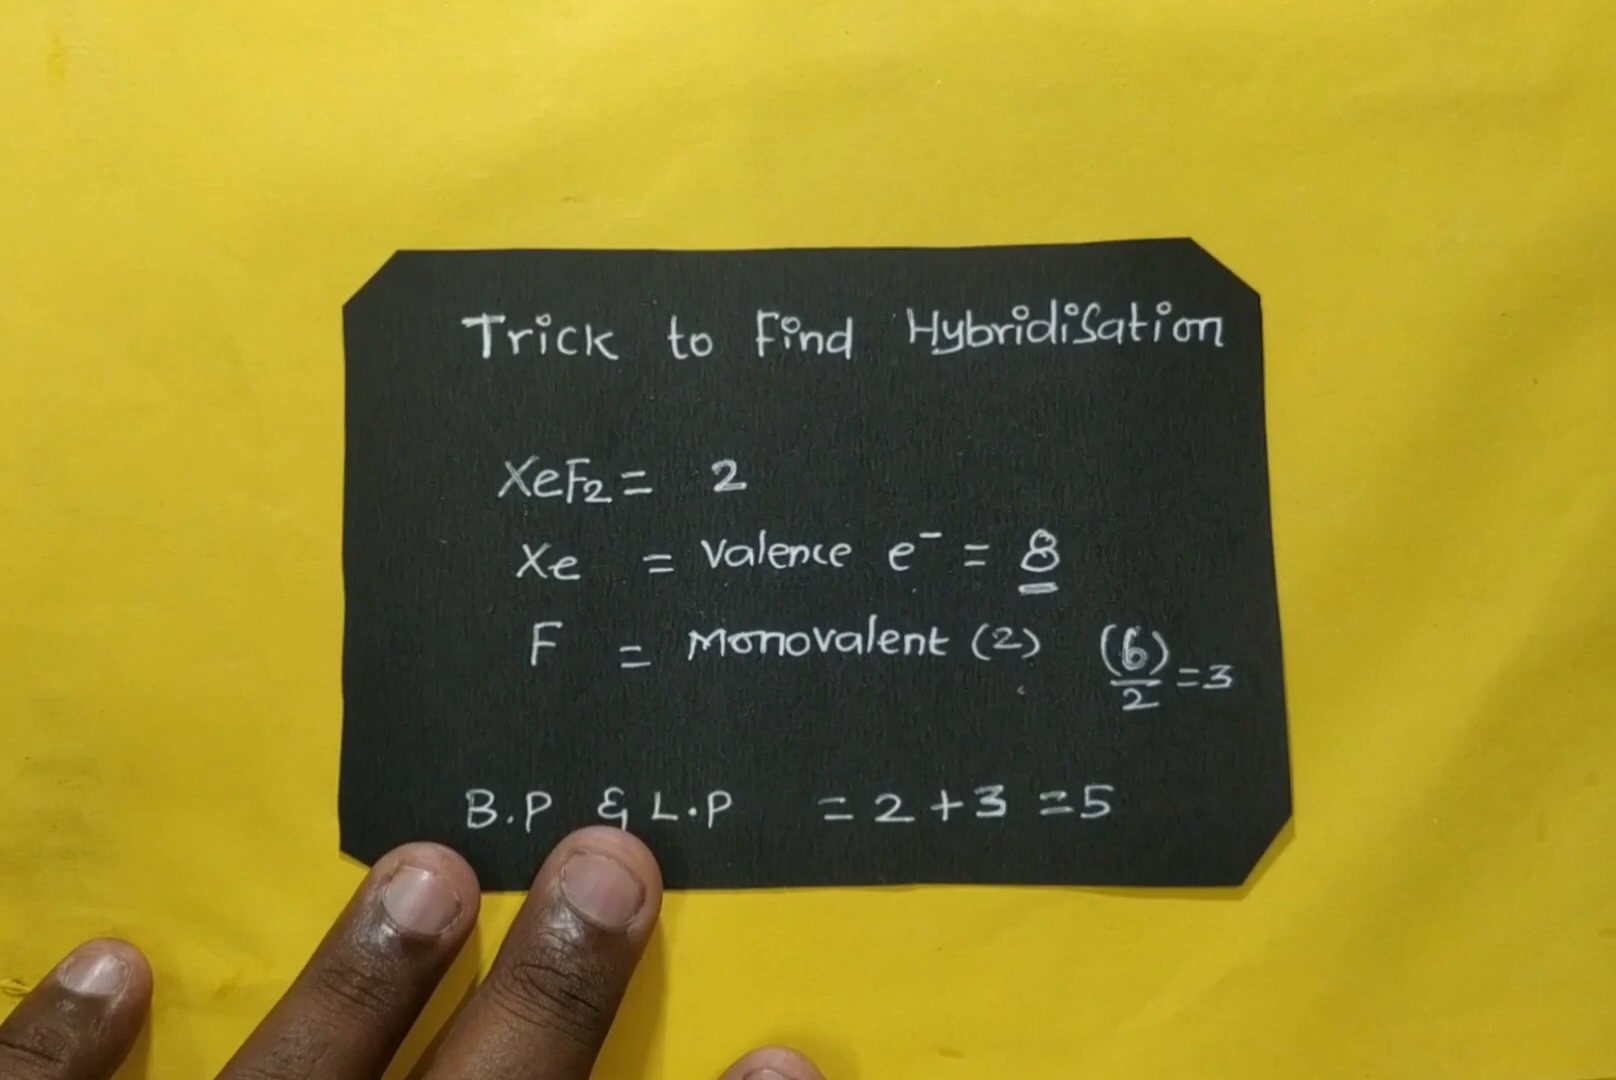 Trick to Find Hybridisation
XeF₂ = 2
Xe = Valence e⁻ = 8
F = Monovalent (2) (6)/2 = 3
B.P & L.P = 2 + 3 = 5